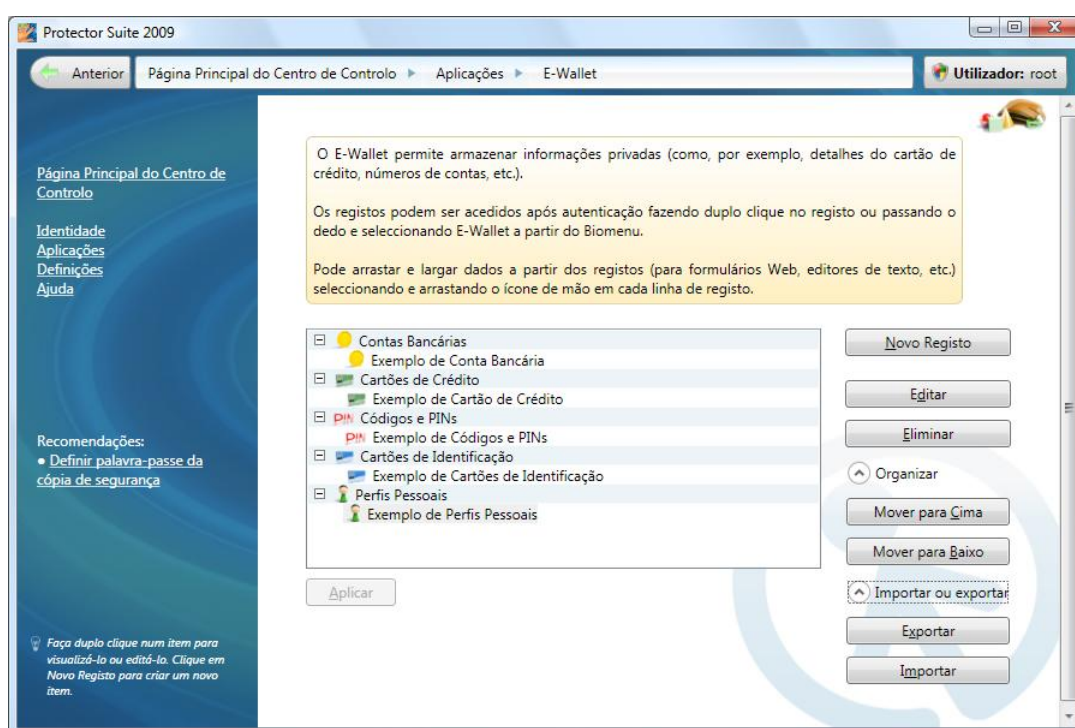 Protector Suite 2009
Anterior
Página Principal do Centro de Controlo
Aplicações
E-Wallet
Utilizador: root
Página Principal do Centro de
Controlo
Identidade
Aplicações
Definições
Ajuda
Recomendações:
• Definir palavra-passe da
cópia de segurança
Faça duplo clique num item para
visualizá-lo ou editá-lo. Clique em
Novo Registo para criar um novo
item.
O E-Wallet permite armazenar informações privadas (como, por exemplo, detalhes do cartão de
crédito, números de contas, etc.).
Os registos podem ser acedidos após autenticação fazendo duplo clique no registo ou passando o
dedo e seleccionando E-Wallet a partir do Biomenu.
Pode arrastar e largar dados a partir dos registos (para formulários Web, editores de texto, etc.)
seleccionando e arrastando o ícone de mão em cada linha de registo.
Contas Bancárias
Exemplo de Conta Bancária
Cartões de Crédito
Exemplo de Cartão de Crédito
PIN Códigos e PINs
PIN Exemplo de Códigos e PINs
Cartões de Identificação
Exemplo de Cartões de Identificação
Perfis Pessoais
Exemplo de Perfis Pessoais
Aplicar
Novo Registo
Editar
Eliminar
Organizar
Mover para Cima
Mover para Baixo
Importar ou exportar
Exportar
Importar